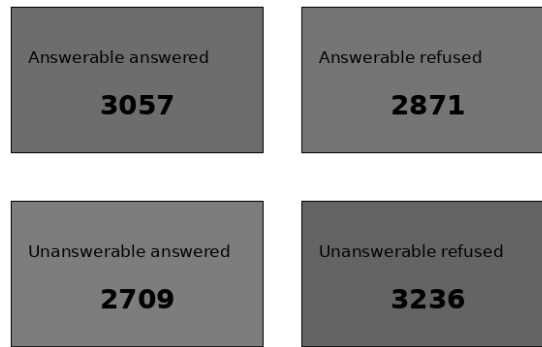 Answerable answered
3057
Answerable refused
2871
Unanswerable answered
2709
Unanswerable refused
3236